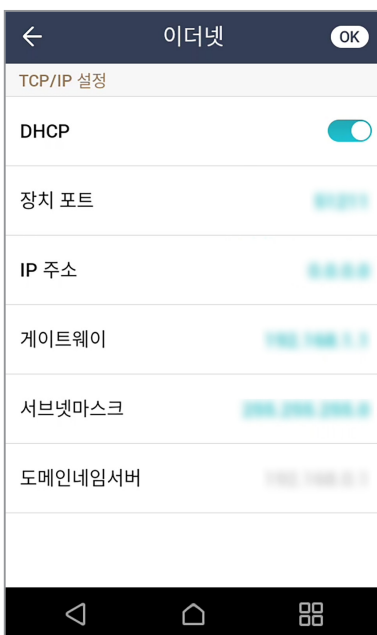 이더넷
OK
TCP/IP 설정
DHCP
장치 포트
IP 주소
게이트웨이
서브넷마스크
도메인네임서버